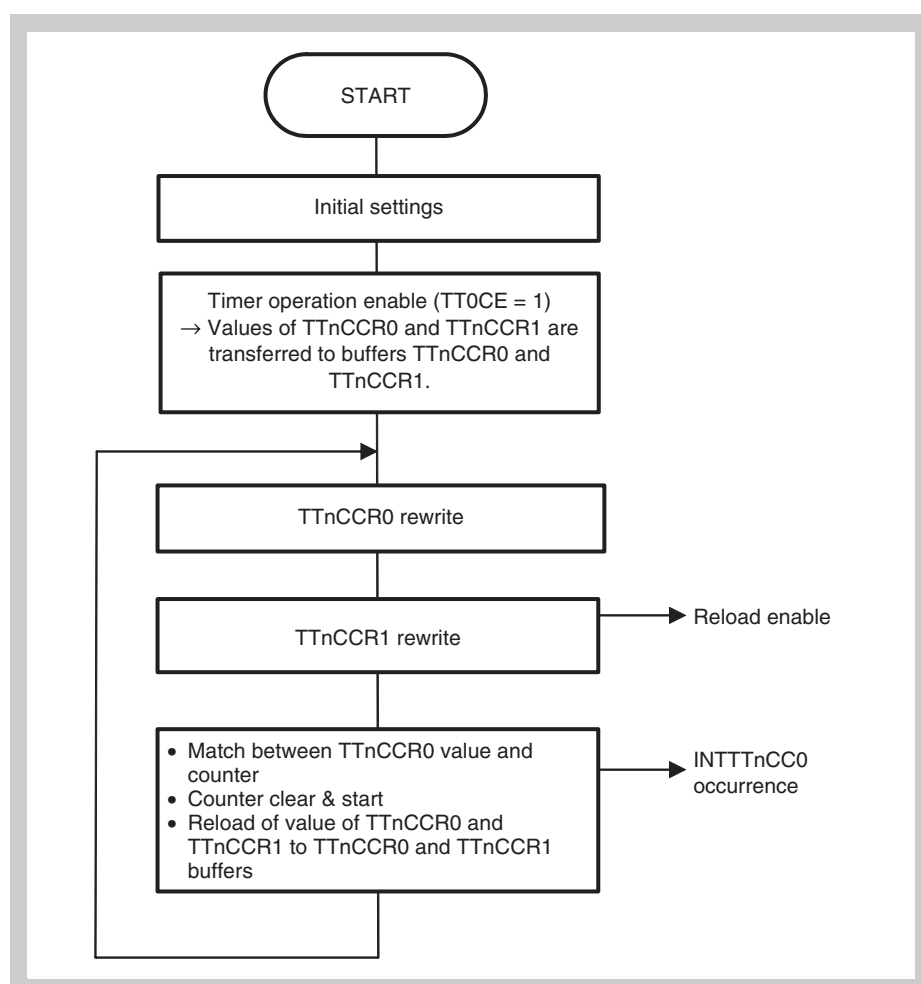 START
Initial settings
Timer operation enable (TT0CE = 1)
→ Values of TTnCCR0 and TTnCCR1 are
transferred to buffers TTnCCR0 and
TTnCCR1.
TTnCCR0 rewrite
TTnCCR1 rewrite
Reload enable
• Match between TTnCCR0 value and
counter
• Counter clear & start
• Reload of value of TTnCCR0 and
TTnCCR1 to TTnCCR0 and TTnCCR1
buffers
INTTTnCC0
occurrence